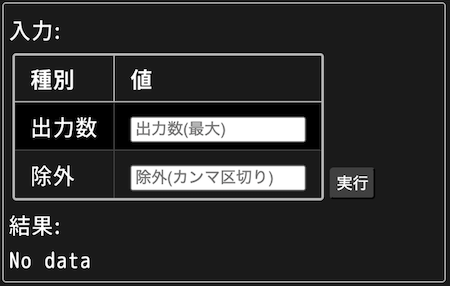 入力:
種別 値
出力数 出力数(最大)
除外 除外(カンマ区切り) 実行
結果:
No data